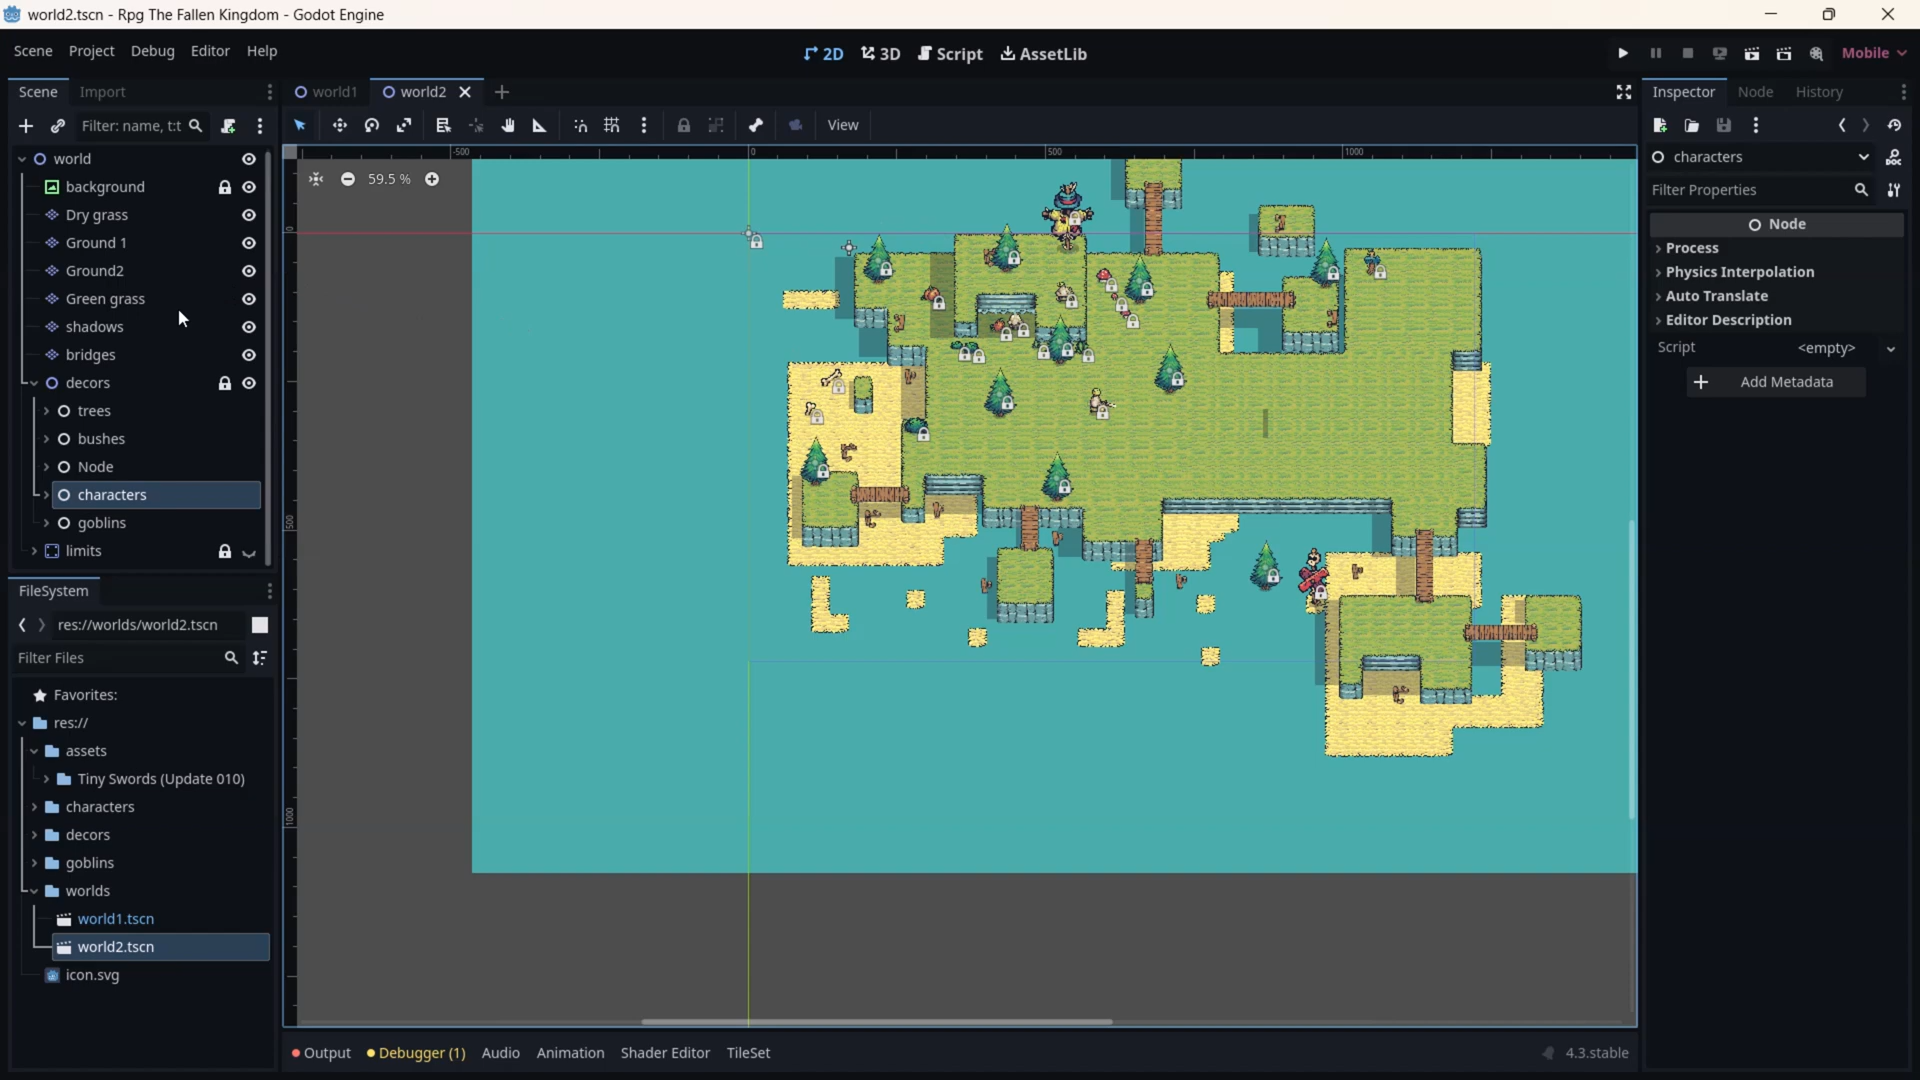 world2.tscn - Rpg The Fallen Kingdom - Godot Engine
Scene Project Debug Editor Help
2D 3D Script AssetLib
Mobile
Scene Import
world1 world2
Inspector Node History
Filter: name, t:t
View
characters
Filter Properties
Node
Process
Physics Interpolation
Auto Translate
Editor Description
Script <empty>
Add Metadata
-500 0 500 1000
59.5 %
0
500
1000
world
background
Dry grass
Ground 1
Ground2
Green grass
shadows
bridges
decors
trees
bushes
Node
characters
goblins
limits
FileSystem
res://worlds/world2.tscn
Filter Files
Favorites:
res://
assets
Tiny Swords (Update 010)
characters
decors
goblins
worlds
world1.tscn
world2.tscn
icon.svg
Output Debugger (1) Audio Animation Shader Editor TileSet
4.3.stable